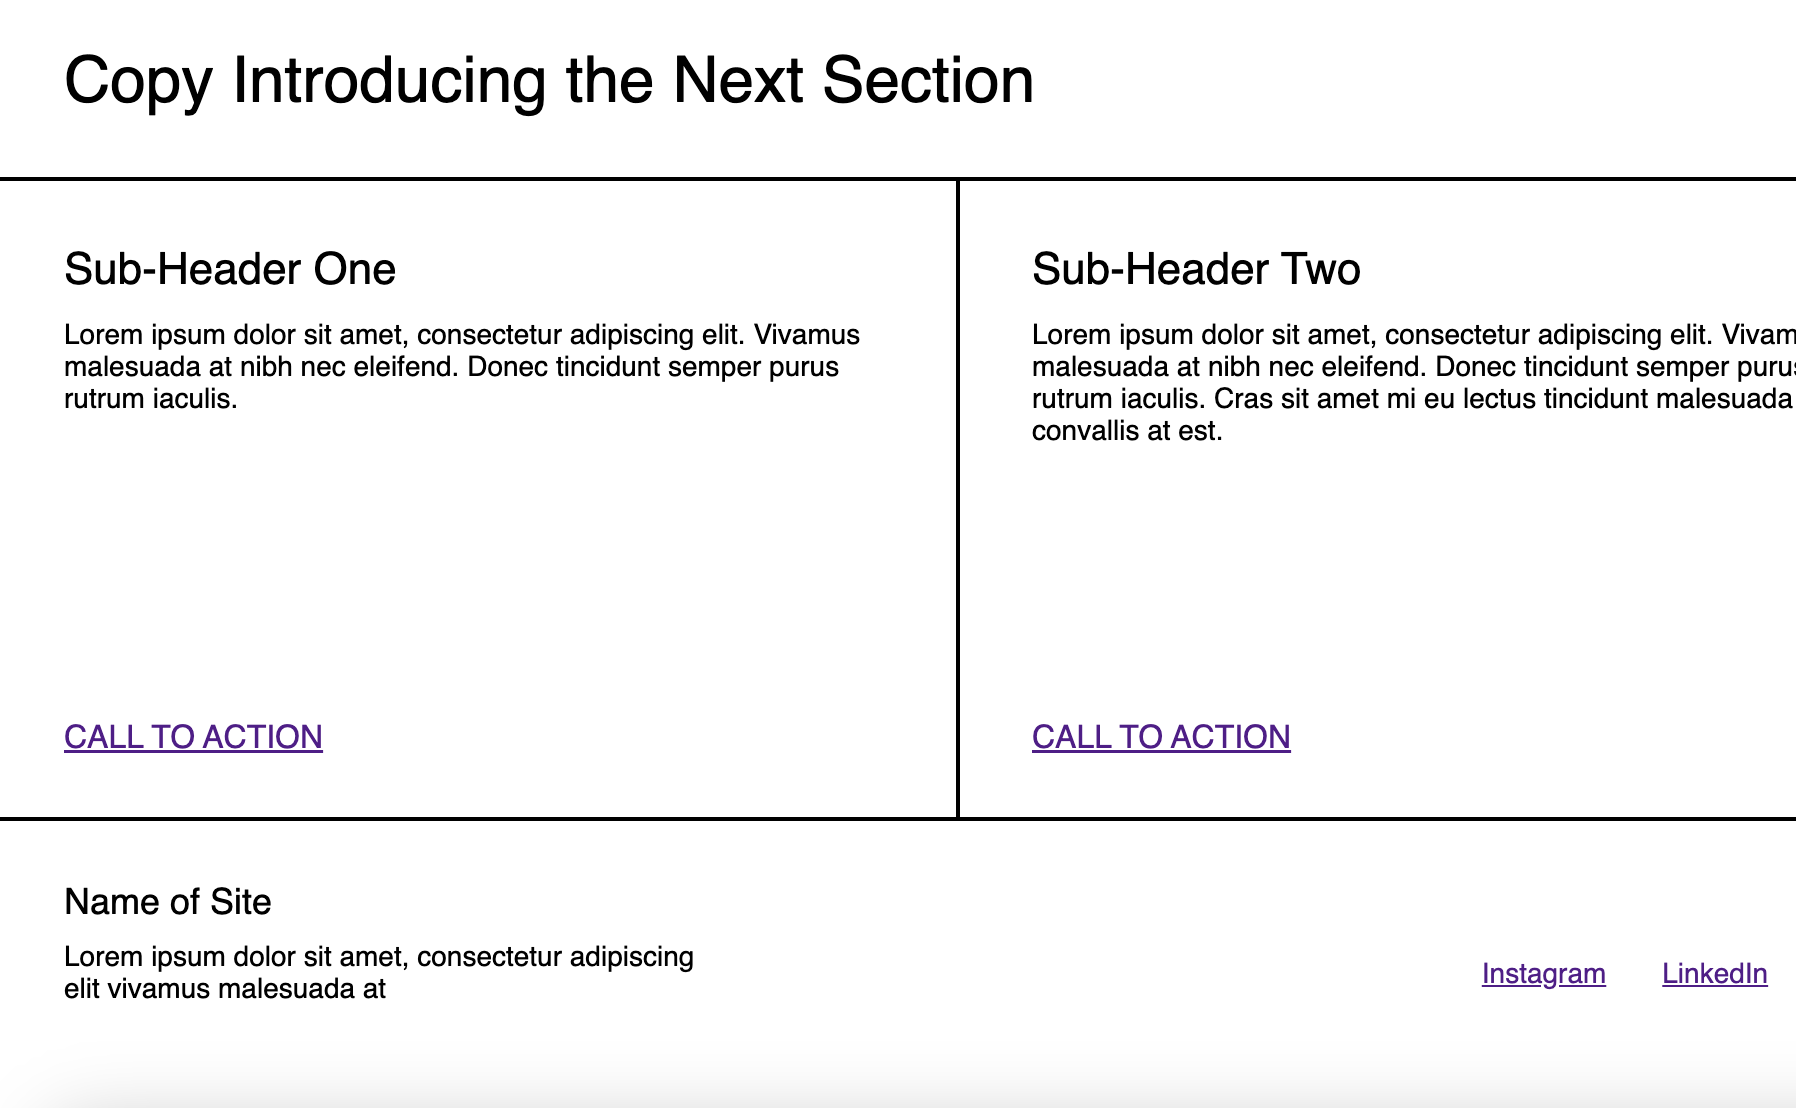 Copy Introducing the Next Section
Sub-Header One
Lorem ipsum dolor sit amet, consectetur adipiscing elit. Vivamus
malesuada at nibh nec eleifend. Donec tincidunt semper purus
rutrum iaculis.
CALL TO ACTION
Sub-Header Two
Lorem ipsum dolor sit amet, consectetur adipiscing elit. Vivam
malesuada at nibh nec eleifend. Donec tincidunt semper purus
rutrum iaculis. Cras sit amet mi eu lectus tincidunt malesuada
convallis at est.
CALL TO ACTION
Name of Site
Lorem ipsum dolor sit amet, consectetur adipiscing
elit vivamus malesuada at
Instagram LinkedIn